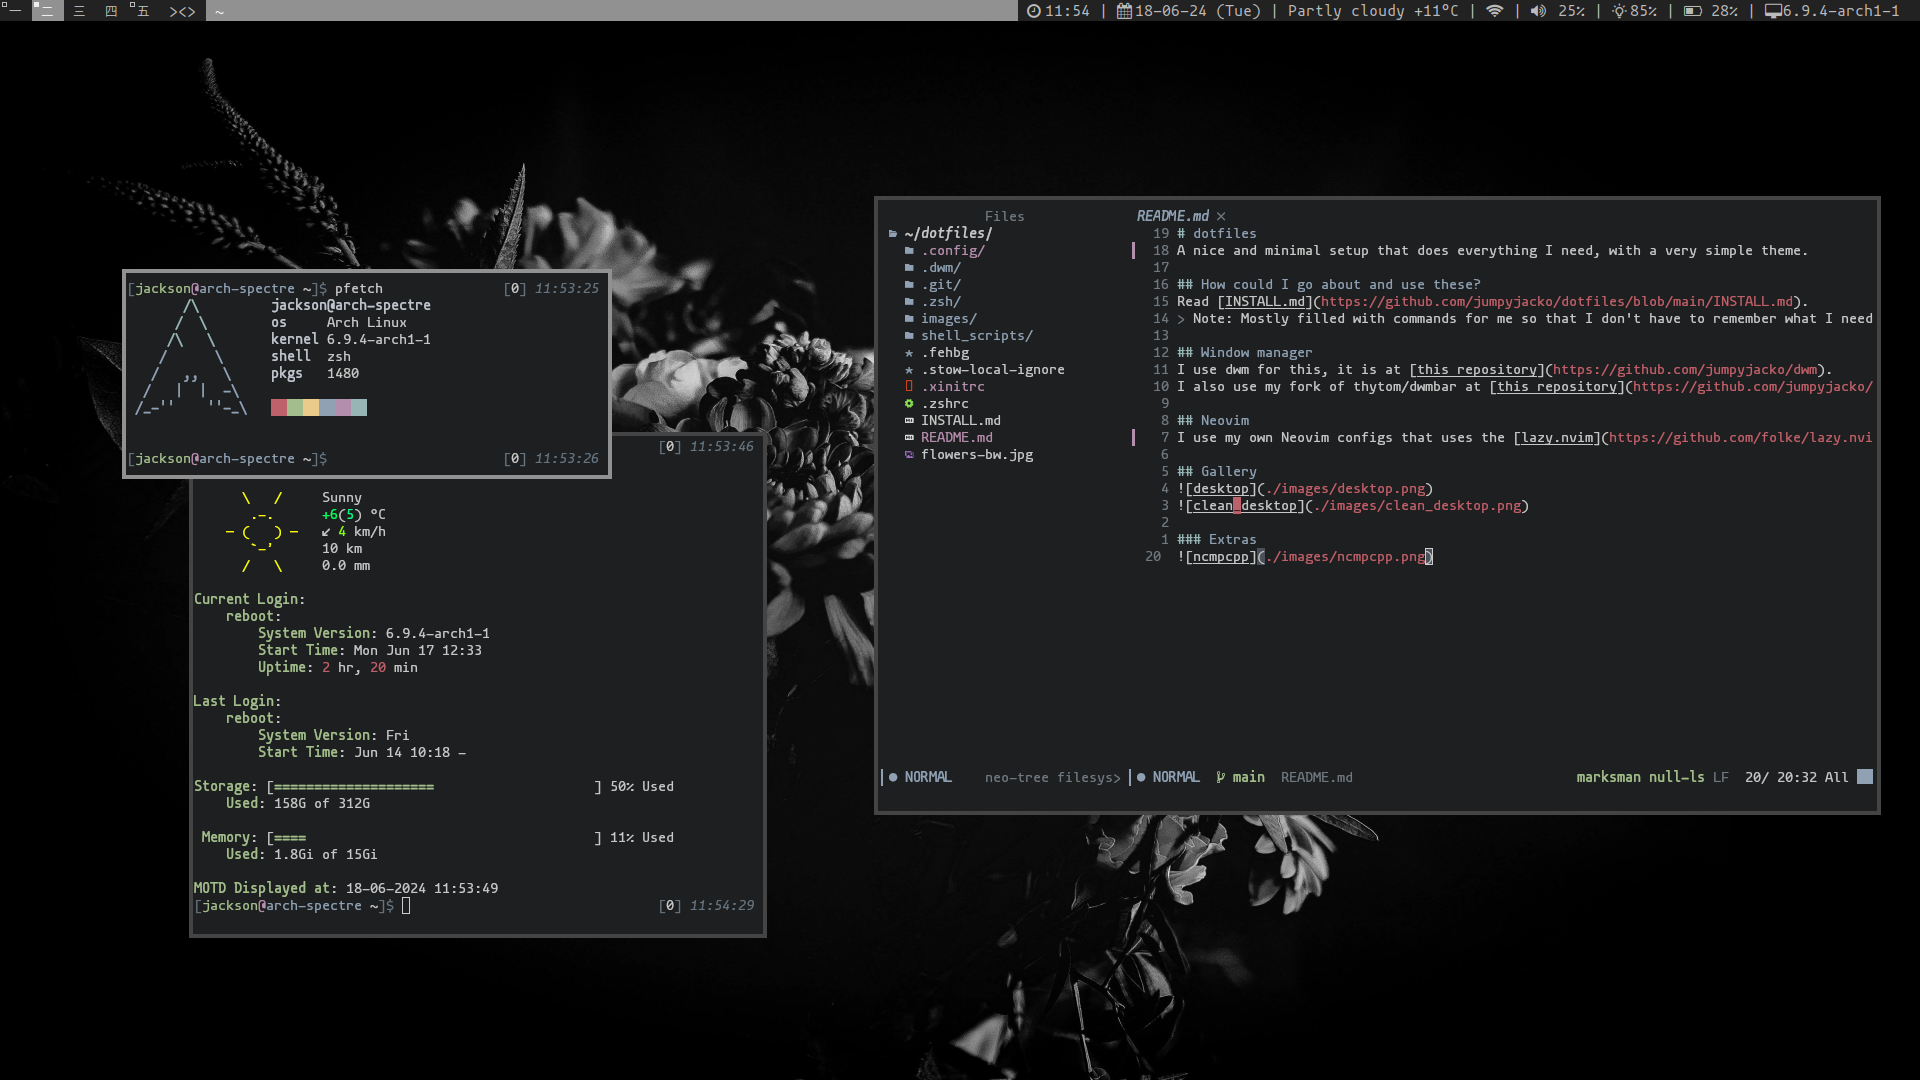 一 二 三 四 五 ><> ~ 11:54 | 18-06-24 (Tue) | Partly cloudy +11°C | | 25% | 85% | 28% | 6.9.4-arch1-1
[jackson@arch-spectre ~]$ pfetch [0] 11:53:25
jackson@arch-spectre
os Arch Linux
kernel 6.9.4-arch1-1
shell zsh
pkgs 1480
[jackson@arch-spectre ~]$ [0] 11:53:26
[0] 11:53:46
Sunny
+6(5) °C
↙ 4 km/h
10 km
0.0 mm
Current Login:
reboot:
System Version: 6.9.4-arch1-1
Start Time: Mon Jun 17 12:33
Uptime: 2 hr, 20 min
Last Login:
reboot:
System Version: Fri
Start Time: Jun 14 10:18 -
Storage: [==================== ] 50% Used
Used: 158G of 312G
Memory: [==== ] 11% Used
Used: 1.8Gi of 15Gi
MOTD Displayed at: 18-06-2024 11:53:49
[jackson@arch-spectre ~]$ [0] 11:54:29
Files
~/dotfiles/
.config/
.dwm/
.git/
.zsh/
images/
shell_scripts/
.fehbg
.stow-local-ignore
.xinitrc
.zshrc
INSTALL.md
README.md
flowers-bw.jpg
README.md ×
19 # dotfiles
18 A nice and minimal setup that does everything I need, with a very simple theme.
17
16 ## How could I go about and use these?
15 Read [INSTALL.md](https://github.com/jumpyjacko/dotfiles/blob/main/INSTALL.md).
14 > Note: Mostly filled with commands for me so that I don't have to remember what I need
13
12 ## Window manager
11 I use dwm for this, it is at [this repository](https://github.com/jumpyjacko/dwm).
10 I also use my fork of thytom/dwmbar at [this repository](https://github.com/jumpyjacko/
9
8 ## Neovim
7 I use my own Neovim configs that uses the [lazy.nvim](https://github.com/folke/lazy.nvi
6
5 ## Gallery
4 ![desktop](./images/desktop.png)
3 ![clean_desktop](./images/clean_desktop.png)
2
1 ### Extras
20 ![ncmpcpp](./images/ncmpcpp.png)
NORMAL neo-tree filesys> NORMAL main README.md marksman null-ls LF 20/ 20:32 All